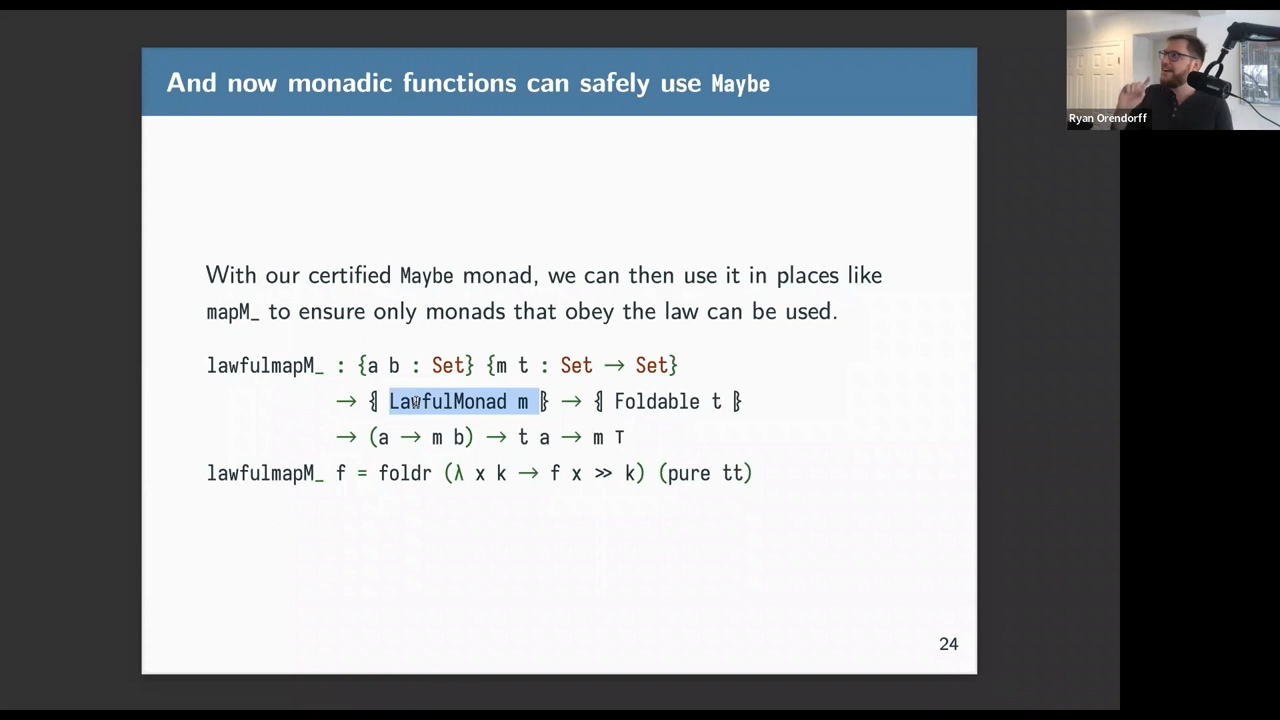 And now monadic functions can safely use Maybe
Ryan Orendorff
With our certified Maybe monad, we can then use it in places like
mapM_ to ensure only monads that obey the law can be used.
lawfulmapM_ : {a b : Set} {m t : Set → Set}
→ ⦃ LawfulMonad m ⦄ → ⦃ Foldable t ⦄
→ (a → m b) → t a → m ⊤
lawfulmapM_ f = foldr (λ x k → f x ≫ k) (pure tt)
24